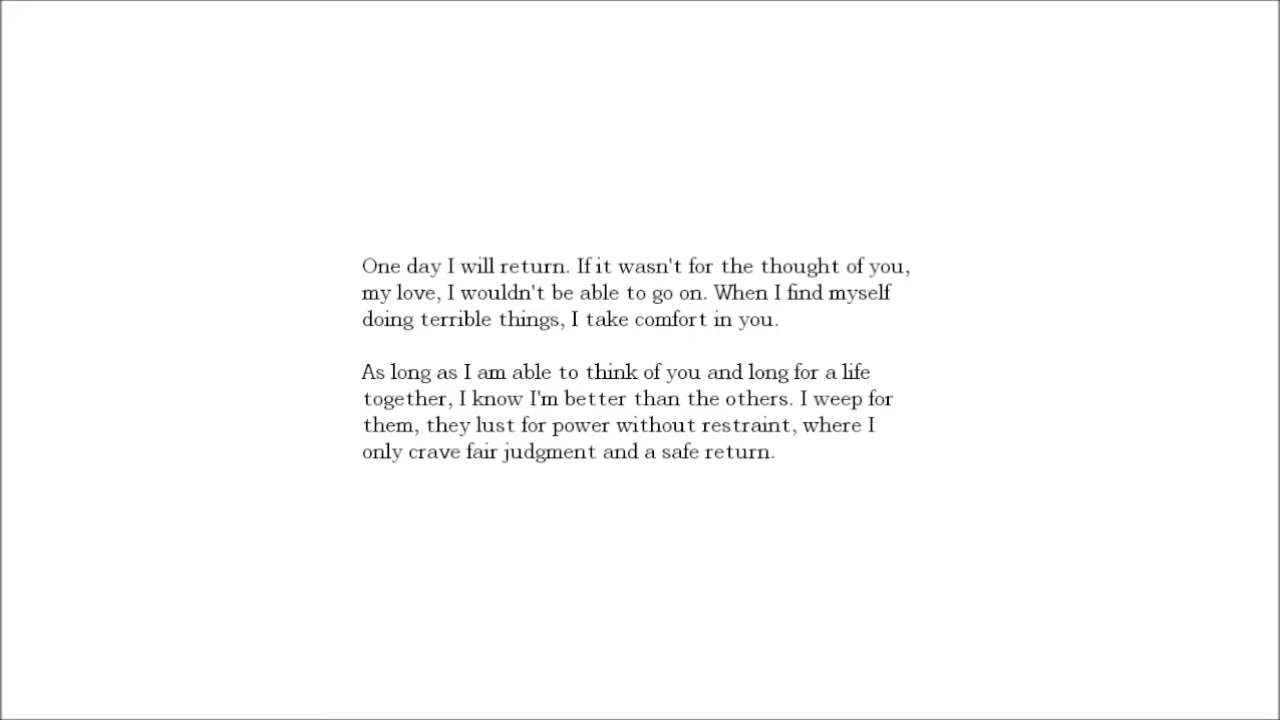 One day I will return. If it wasn't for the thought of you,
my love, I wouldn't be able to go on. When I find myself
doing terrible things, I take comfort in you.
As long as I am able to think of you and long for a life
together, I know I'm better than the others. I weep for
them, they lust for power without restraint, where I
only crave fair judgment and a safe return.